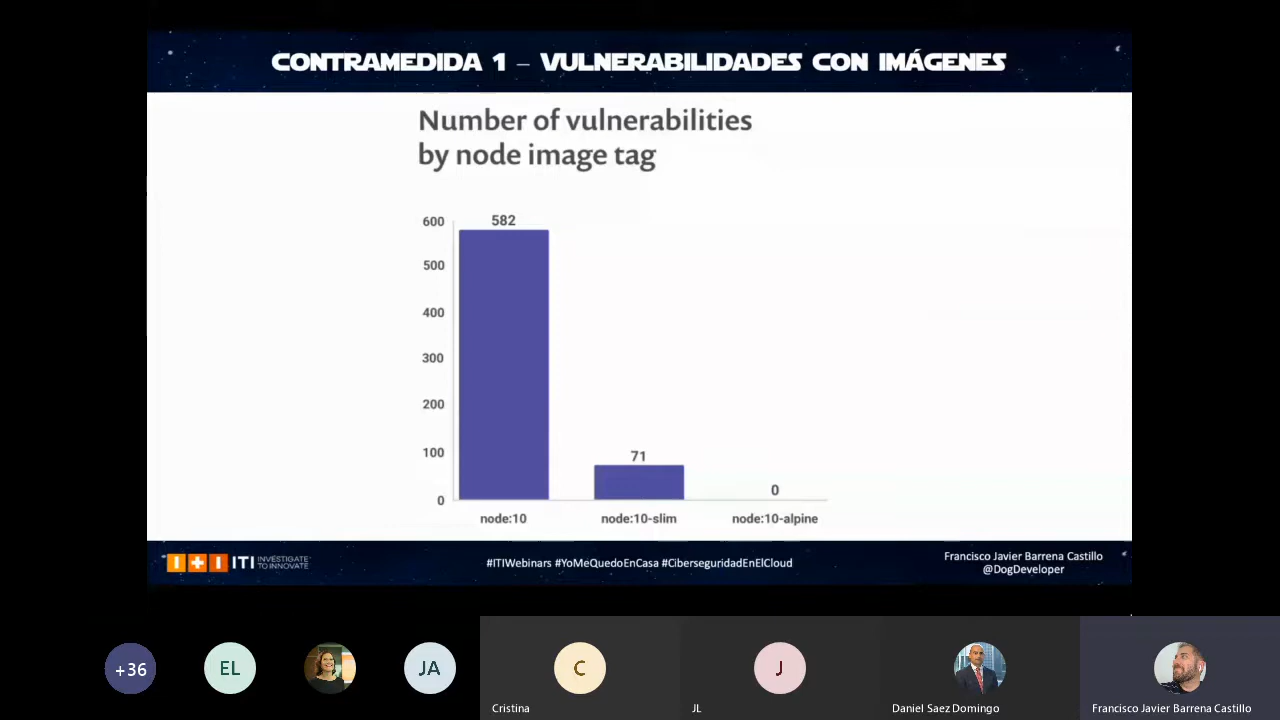 CONTRAMEDIDA 1 – VULNERABILIDADES CON IMÁGENES
Number of vulnerabilities
by node image tag
600
582
500
400
300
200
100
71
0
0
node:10
node:10-slim
node:10-alpine
I+I ITI INVESTIGATE
TO INNOVATE
#ITIWebinars #YoMeQuedoEnCasa #CiberseguridadEnElCloud
Francisco Javier Barrena Castillo
@DogDeveloper
+36
EL
JA
C
J
Cristina
JL
Daniel Saez Domingo
Francisco Javier Barrena Castillo